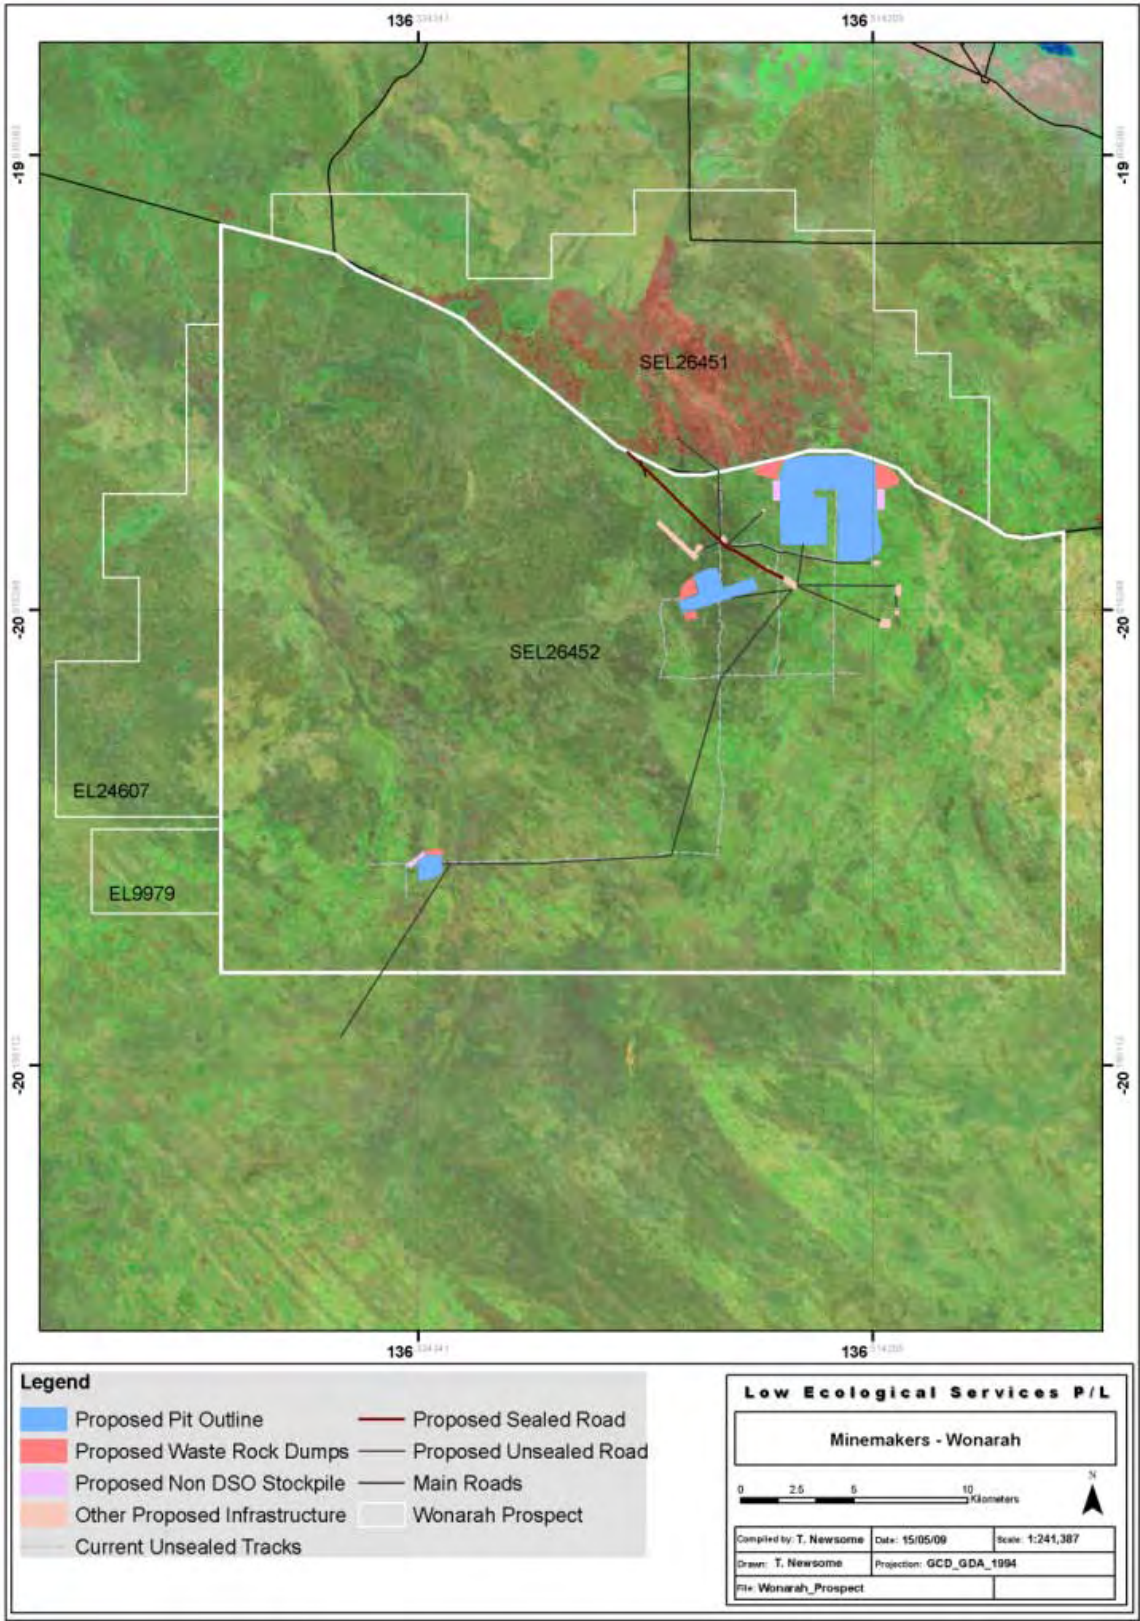 136 136
-19 -19
SEL26451
-20 -20
SEL26452
EL24607
EL9979
-20 -20
136 136
Legend
Proposed Pit Outline
Proposed Waste Rock Dumps
Proposed Non DSO Stockpile
Other Proposed Infrastructure
Current Unsealed Tracks
Proposed Sealed Road
Proposed Unsealed Road
Main Roads
Wonarah Prospect
Low Ecological Services P/L
Minemakers - Wonarah
N
0 2.5 5 10
Kilometers
Compiled by: T. Newsome Date: 15/05/09 Scale: 1:241,387
Drawn: T. Newsome Projection: GCD_GDA_1994
File: Wonarah_Prospect